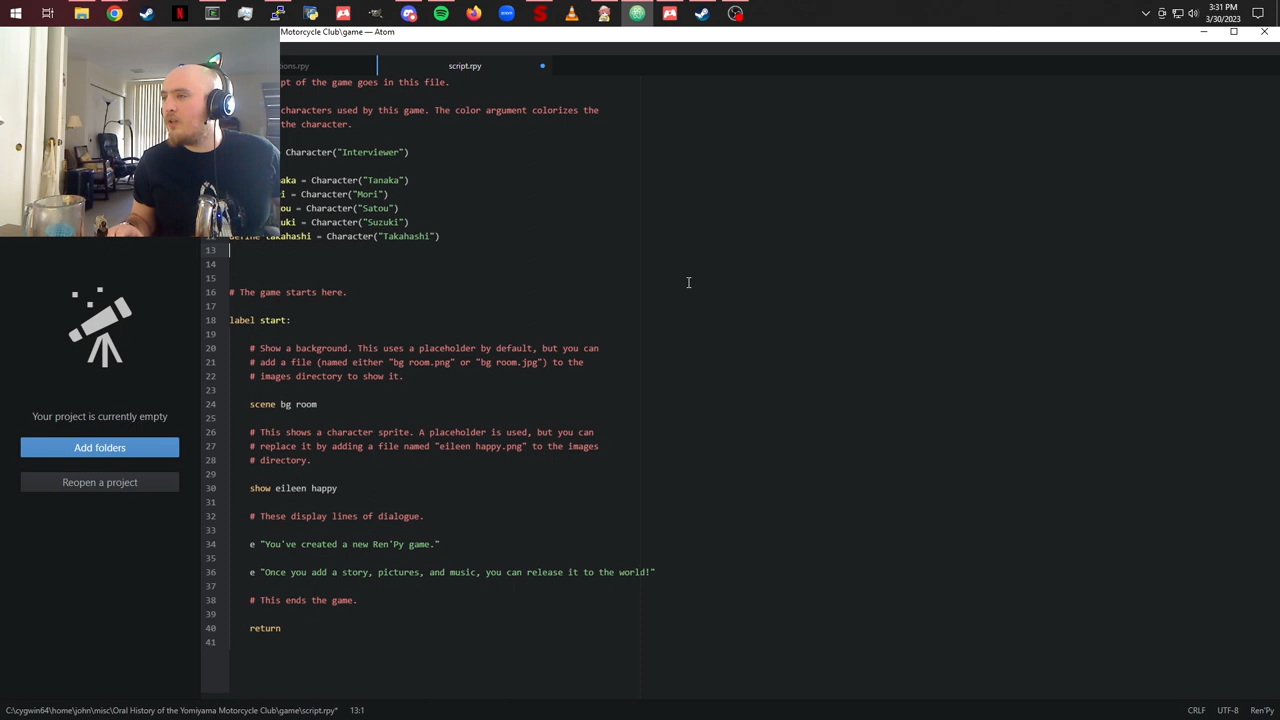 3:31 PM
3/30/2023
Motorcycle Club\game — Atom
ions.rpy
script.rpy
pt of the game goes in this file.
characters used by this game. The color argument colorizes the
the character.
Character("Interviewer")
aka = Character("Tanaka")
i = Character("Mori")
ou = Character("Satou")
uki = Character("Suzuki")
12 define takahashi = Character("Takahashi")
13
14
15
16 # The game starts here.
17
18 label start:
19
20 # Show a background. This uses a placeholder by default, but you can
21 # add a file (named either "bg room.png" or "bg room.jpg") to the
22 # images directory to show it.
23
24 scene bg room
25
26 # This shows a character sprite. A placeholder is used, but you can
27 # replace it by adding a file named "eileen happy.png" to the images
28 # directory.
29
30 show eileen happy
31
32 # These display lines of dialogue.
33
34 e "You've created a new Ren'Py game."
35
36 e "Once you add a story, pictures, and music, you can release it to the world!"
37
38 # This ends the game.
39
40 return
41
Your project is currently empty
Add folders
Reopen a project
C:\cygwin64\home\john\misc\Oral History of the Yomiyama Motorcycle Club\game\script.rpy* 13:1
CRLF UTF-8 Ren'Py